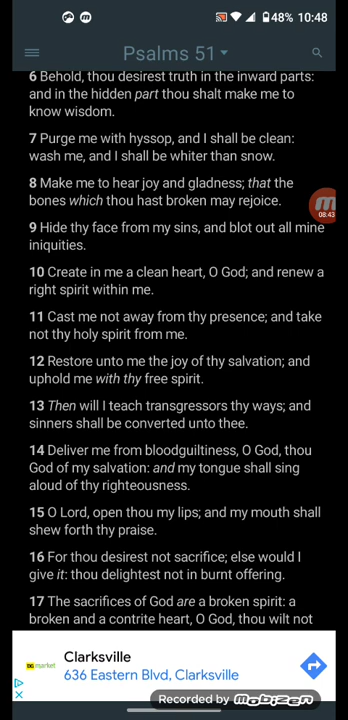 48% 10:48
Psalms 51
6 Behold, thou desirest truth in the inward parts:
and in the hidden part thou shalt make me to
know wisdom.
7 Purge me with hyssop, and I shall be clean:
wash me, and I shall be whiter than snow.
8 Make me to hear joy and gladness; that the
bones which thou hast broken may rejoice.
08:43
9 Hide thy face from my sins, and blot out all mine
iniquities.
10 Create in me a clean heart, O God; and renew a
right spirit within me.
11 Cast me not away from thy presence; and take
not thy holy spirit from me.
12 Restore unto me the joy of thy salvation; and
uphold me with thy free spirit.
13 Then will I teach transgressors thy ways; and
sinners shall be converted unto thee.
14 Deliver me from bloodguiltiness, O God, thou
God of my salvation: and my tongue shall sing
aloud of thy righteousness.
15 O Lord, open thou my lips; and my mouth shall
shew forth thy praise.
16 For thou desirest not sacrifice; else would I
give it: thou delightest not in burnt offering.
17 The sacrifices of God are a broken spirit: a
broken and a contrite heart, O God, thou wilt not
Clarksville
market
636 Eastern Blvd, Clarksville
Recorded by mobizen